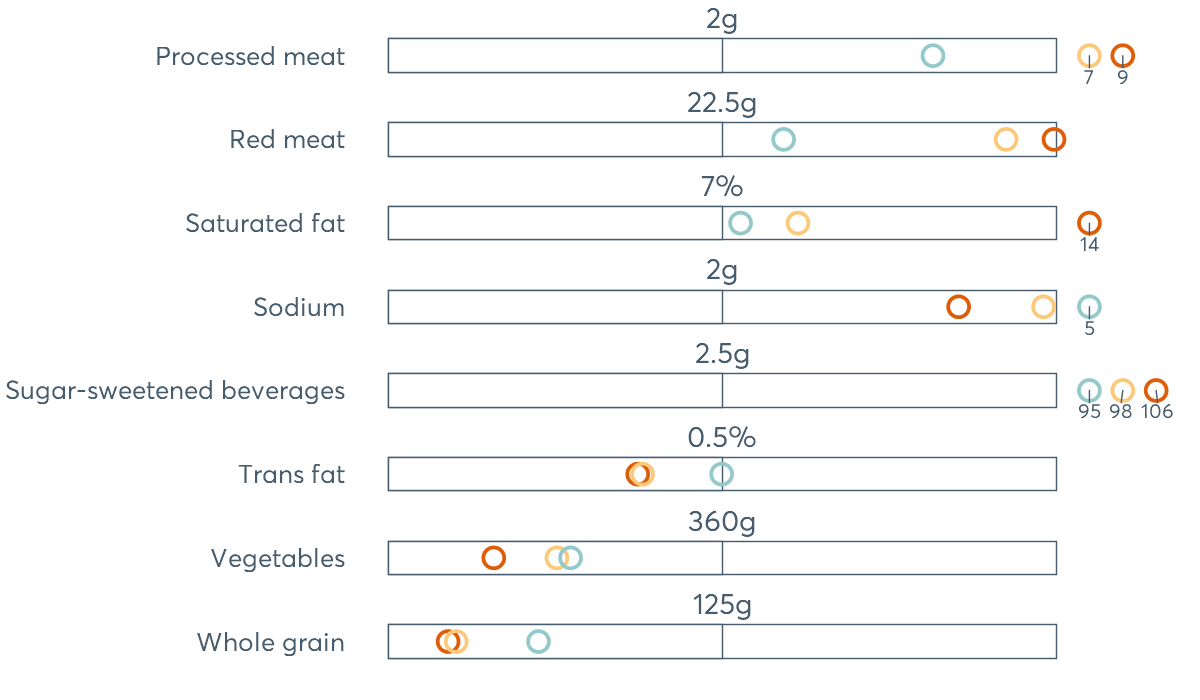 2g
Processed meat
7 9
22.5g
Red meat
7%
Saturated fat
14
2g
Sodium
5
2.5g
Sugar-sweetened beverages
95 98 106
0.5%
Trans fat
360g
Vegetables
125g
Whole grain